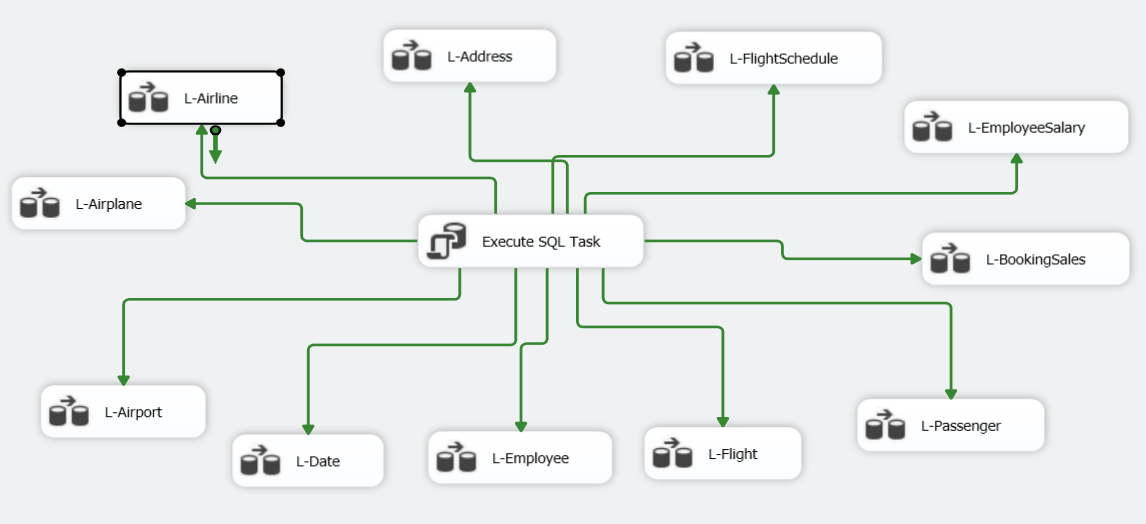 L-Address
L-FlightSchedule
L-Airline
L-EmployeeSalary
L-Airplane
Execute SQL Task
L-BookingSales
L-Airport
L-Passenger
L-Date
L-Employee
L-Flight